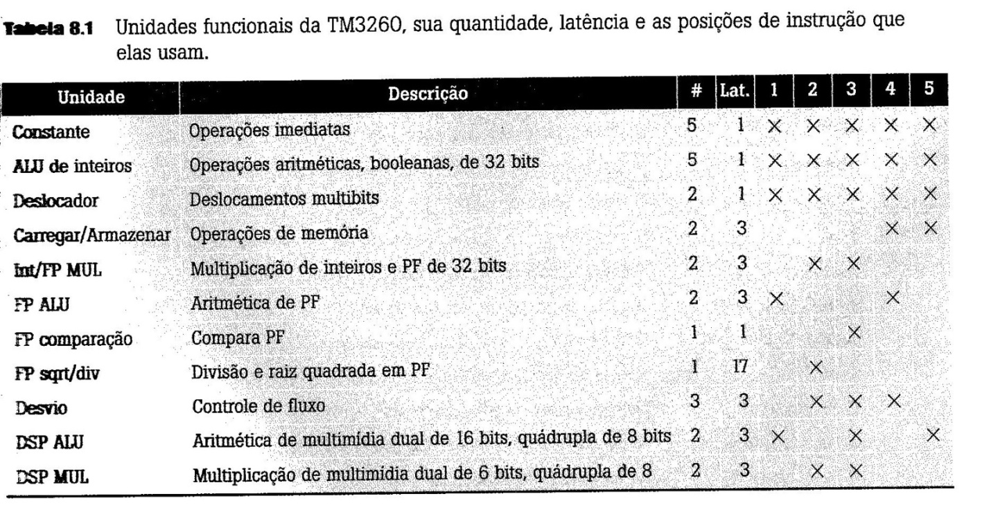 Tabela 8.1 Unidades funcionais da TM3260, sua quantidade, latência e as posições de instrução que
elas usam.
Unidade Descrição # Lat. 1 2 3 4 5
Constante Operações imediatas 5 1 × × × × ×
ALU de inteiros Operações aritméticas, booleanas, de 32 bits 5 1 × × × × ×
Deslocador Deslocamentos multibits 2 1 × × × × ×
Carregar/Armazenar Operações de memória 2 3 × ×
Int/FP MUL Multiplicação de inteiros e PF de 32 bits 2 3 × ×
FP ALU Aritmética de PF 2 3 × ×
FP comparação Compara PF 1 1 ×
FP sqrt/div Divisão e raiz quadrada em PF 1 17 ×
Desvio Controle de fluxo 3 3 × × ×
DSP ALU Aritmética de multimídia dual de 16 bits, quádrupla de 8 bits 2 3 × × ×
DSP MUL Multiplicação de multimídia dual de 6 bits, quádrupla de 8 2 3 × ×